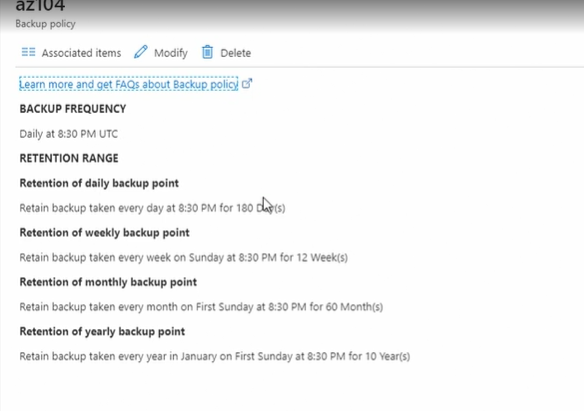 az104
Backup policy
Associated items Modify Delete
Learn more and get FAQs about Backup policy
BACKUP FREQUENCY
Daily at 8:30 PM UTC
RETENTION RANGE
Retention of daily backup point
Retain backup taken every day at 8:30 PM for 180 Day(s)
Retention of weekly backup point
Retain backup taken every week on Sunday at 8:30 PM for 12 Week(s)
Retention of monthly backup point
Retain backup taken every month on First Sunday at 8:30 PM for 60 Month(s)
Retention of yearly backup point
Retain backup taken every year in January on First Sunday at 8:30 PM for 10 Year(s)